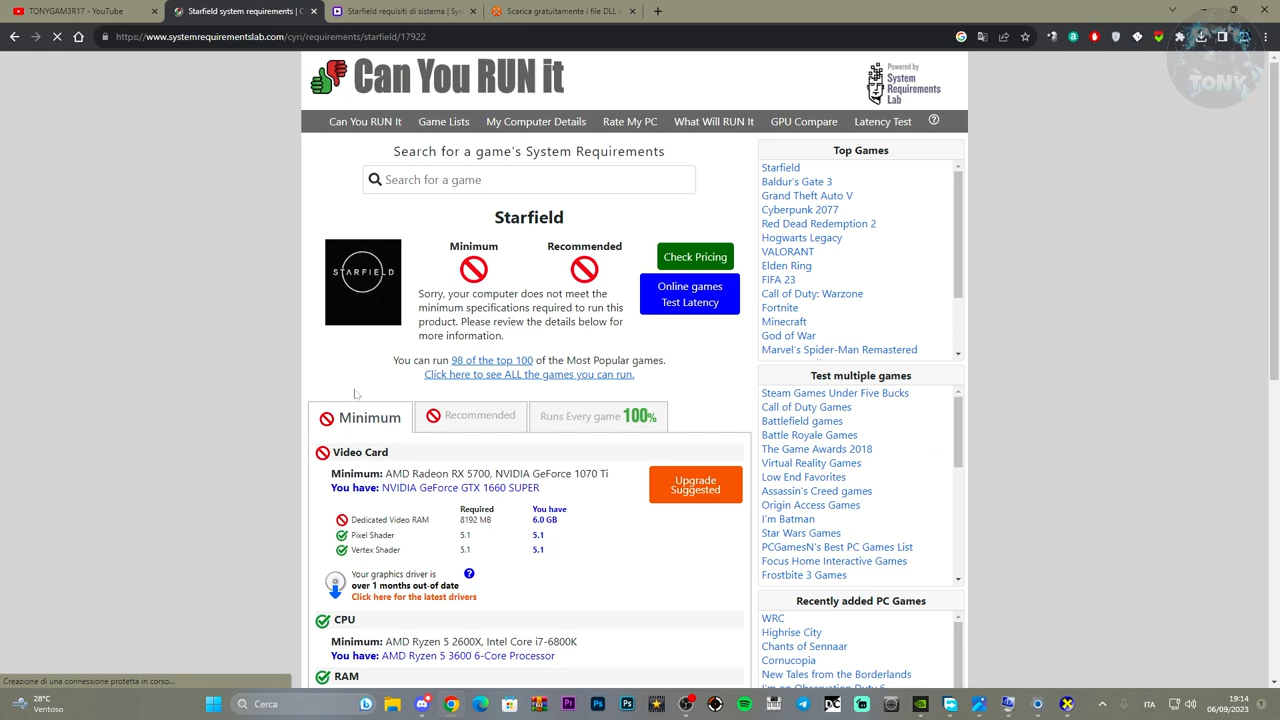 TONYGAM3R17 - YouTube
Starfield system requirements | C
Starfield Requisiti di sistema | Sy
Scarica gratuitamente i file DLL m
https://www.systemrequirementslab.com/cyri/requirements/starfield/17922
TONY
Can You RUN it
Powered by
System
Requirements
Lab
Can You RUN It
Game Lists
My Computer Details
Rate My PC
What Will RUN It
GPU Compare
Latency Test
Search for a game's System Requirements
Search for a game
Starfield
STARFIELD
Minimum
Recommended
Sorry, your computer does not meet the
minimum specifications required to run this
product. Please review the details below for
more information.
Check Pricing
Online games
Test Latency
You can run 98 of the top 100 of the Most Popular games.
Click here to see ALL the games you can run.
Minimum
Recommended
Runs Every game 100%
Video Card
Minimum: AMD Radeon RX 5700, NVIDIA GeForce 1070 Ti
You have: NVIDIA GeForce GTX 1660 SUPER
Upgrade
Suggested
Required You have
Dedicated Video RAM 8192 MB 6.0 GB
Pixel Shader 5.1 5.1
Vertex Shader 5.1 5.1
Your graphics driver is
over 1 months out-of-date
Click here for the latest drivers
CPU
Minimum: AMD Ryzen 5 2600X, Intel Core i7-6800K
You have: AMD Ryzen 5 3600 6-Core Processor
RAM
Top Games
Starfield
Baldur's Gate 3
Grand Theft Auto V
Cyberpunk 2077
Red Dead Redemption 2
Hogwarts Legacy
VALORANT
Elden Ring
FIFA 23
Call of Duty: Warzone
Fortnite
Minecraft
God of War
Marvel's Spider-Man Remastered
Test multiple games
Steam Games Under Five Bucks
Call of Duty Games
Battlefield games
Battle Royale Games
The Game Awards 2018
Virtual Reality Games
Low End Favorites
Assassin's Creed games
Origin Access Games
I'm Batman
Star Wars Games
PCGamesN's Best PC Games List
Focus Home Interactive Games
Frostbite 3 Games
Recently added PC Games
WRC
Highrise City
Chants of Sennaar
Cornucopia
New Tales from the Borderlands
Creazione di una connessione protetta in corso...
28°C
Ventoso
Cerca
ITA
19:14
06/09/2023